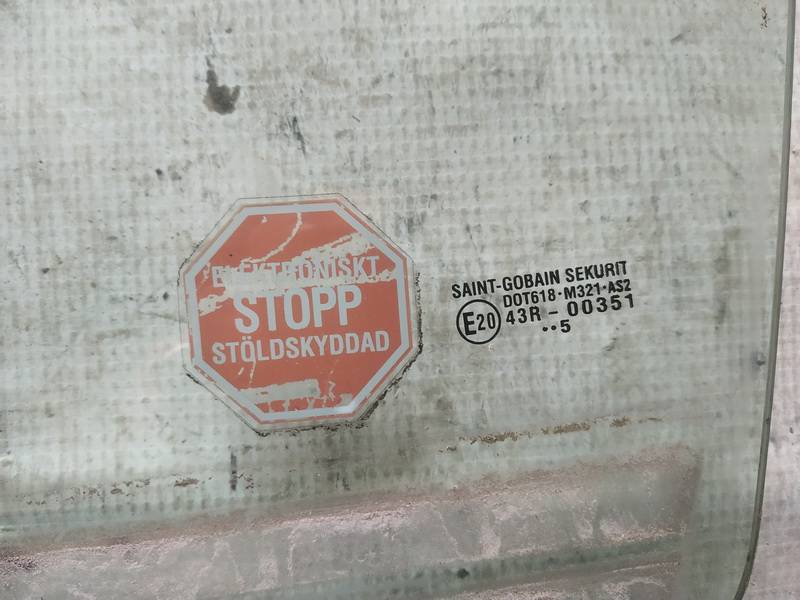 ELEKTRONISKT
STOPP
STÖLDSKYDDAD
SAINT-GOBAIN SEKURIT
DOT618·M321·AS2
E20 43R - 00351
··5